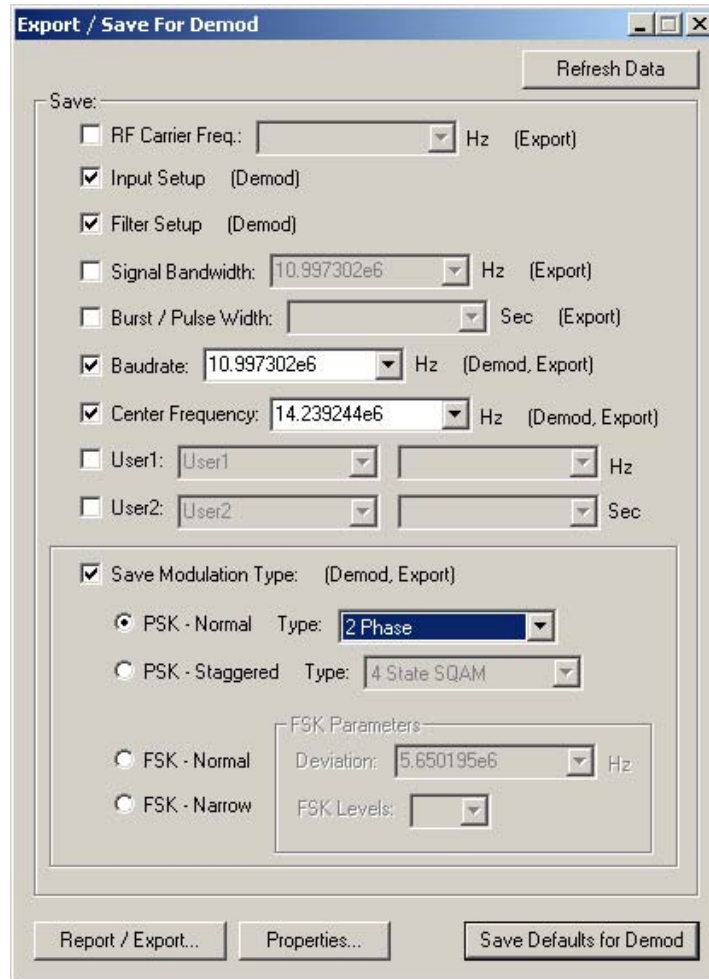 Export / Save For Demod
Refresh Data
Save:
RF Carrier Freq.: Hz (Export)
Input Setup (Demod)
Filter Setup (Demod)
Signal Bandwidth: 10.997302e6 Hz (Export)
Burst / Pulse Width: Sec (Export)
Baudrate: 10.997302e6 Hz (Demod, Export)
Center Frequency: 14.239244e6 Hz (Demod, Export)
User1: User1 Hz
User2: User2 Sec
Save Modulation Type: (Demod, Export)
PSK - Normal Type: 2 Phase
PSK - Staggered Type: 4 State SQAM
FSK Parameters
FSK - Normal Deviation: 5.650195e6 Hz
FSK - Narrow FSK Levels:
Report / Export... Properties... Save Defaults for Demod